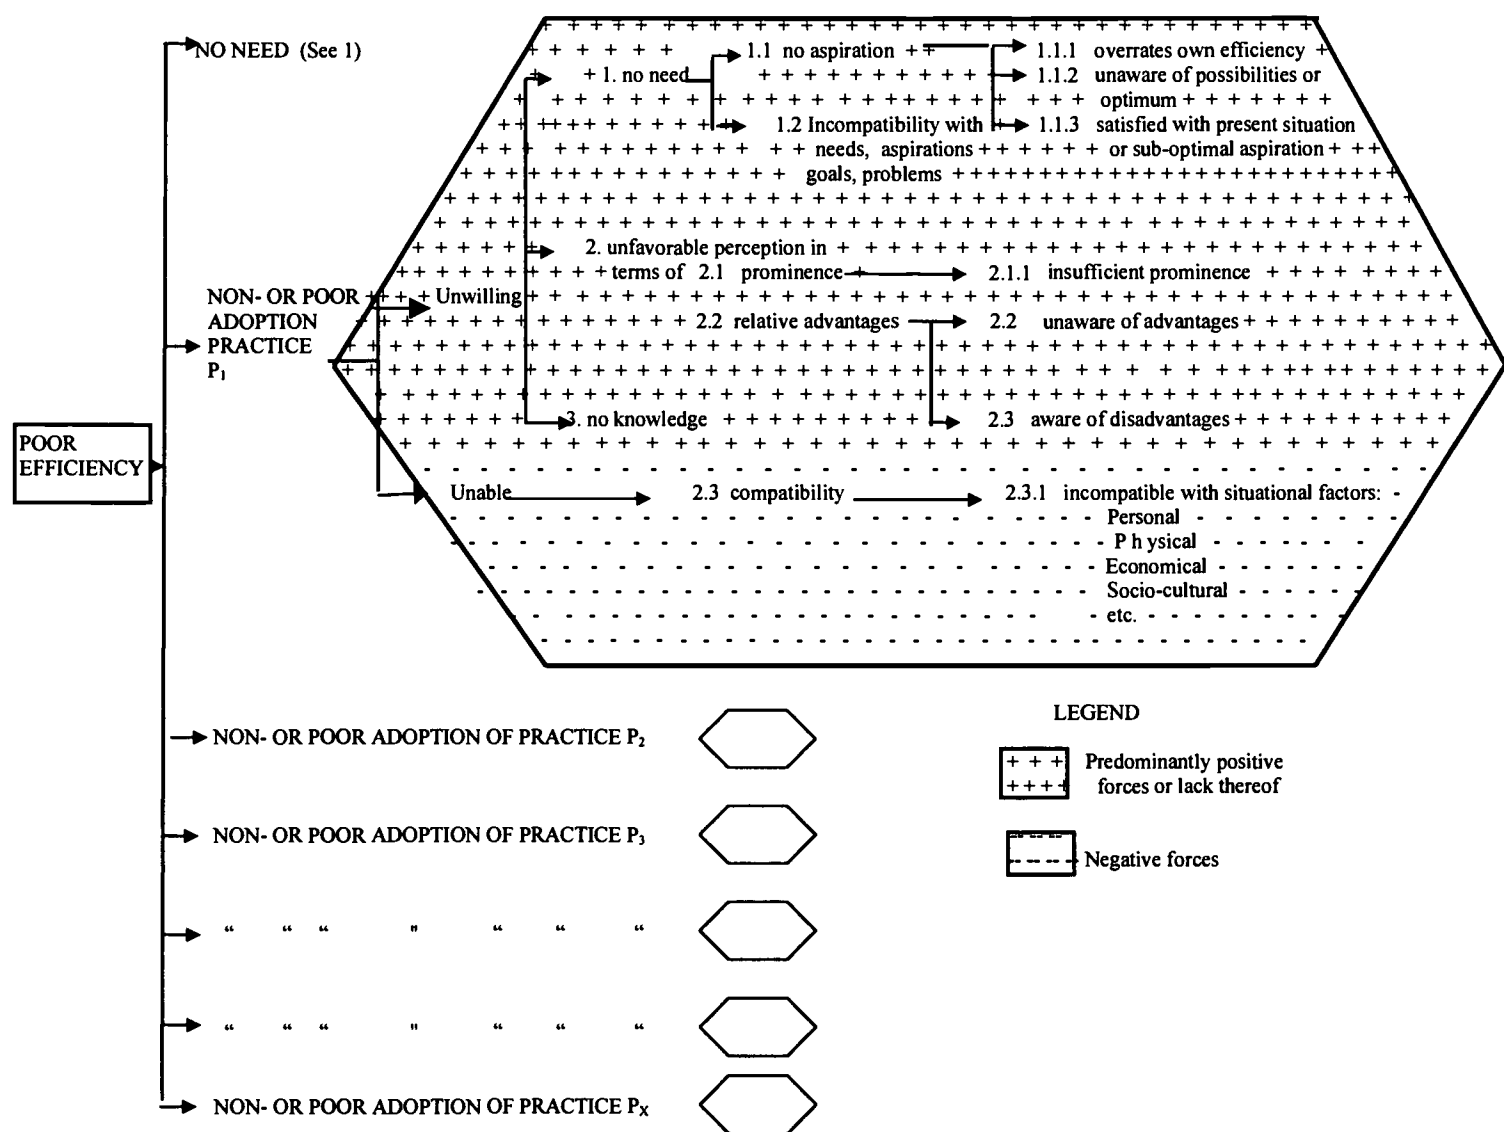 NO NEED (See 1)
1. no need
1.1 no aspiration
1.1.1 overrates own efficiency
1.1.2 unaware of possibilities or
optimum
1.2 Incompatibility with
needs, aspirations
goals, problems
1.1.3 satisfied with present situation
or sub-optimal aspiration
2. unfavorable perception in
terms of 2.1 prominence
2.1.1 insufficient prominence
NON- OR POOR
ADOPTION
PRACTICE
P1
Unwilling
2.2 relative advantages
2.2 unaware of advantages
3. no knowledge
2.3 aware of disadvantages
POOR
EFFICIENCY
Unable
2.3 compatibility
2.3.1 incompatible with situational factors:
Personal
P h ysical
Economical
Socio-cultural
etc.
NON- OR POOR ADOPTION OF PRACTICE P2
NON- OR POOR ADOPTION OF PRACTICE P3
“ “ “ " “ “ “
“ “ “ " “ “ “
NON- OR POOR ADOPTION OF PRACTICE PX
LEGEND
+ + +
+ + + +
Predominantly positive
forces or lack thereof
Negative forces